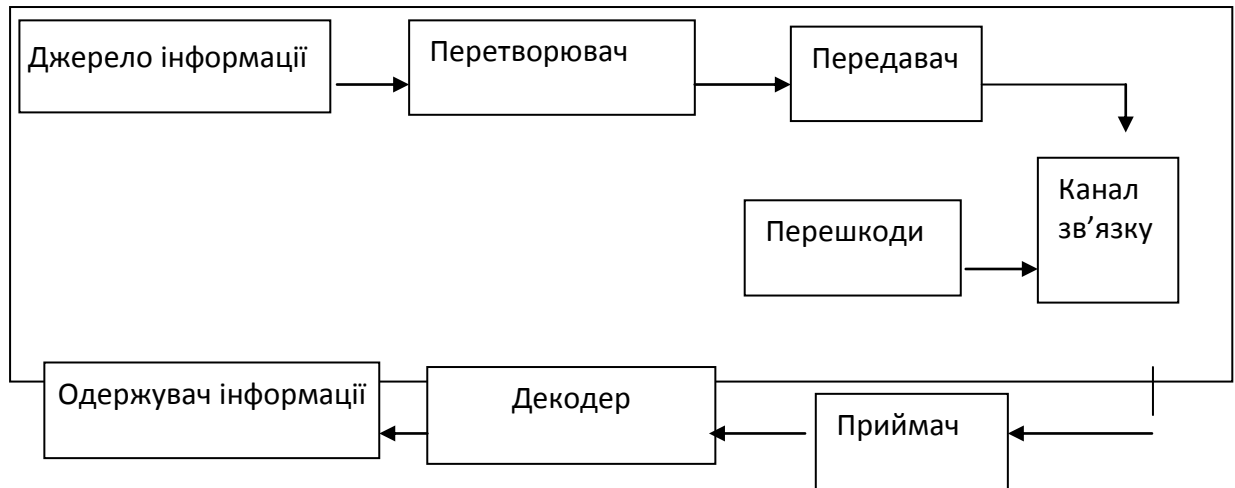 Джерело інформації
Перетворювач
Передавач
Канал
зв’язку
Перешкоди
Одержувач інформації
Декодер
Приймач